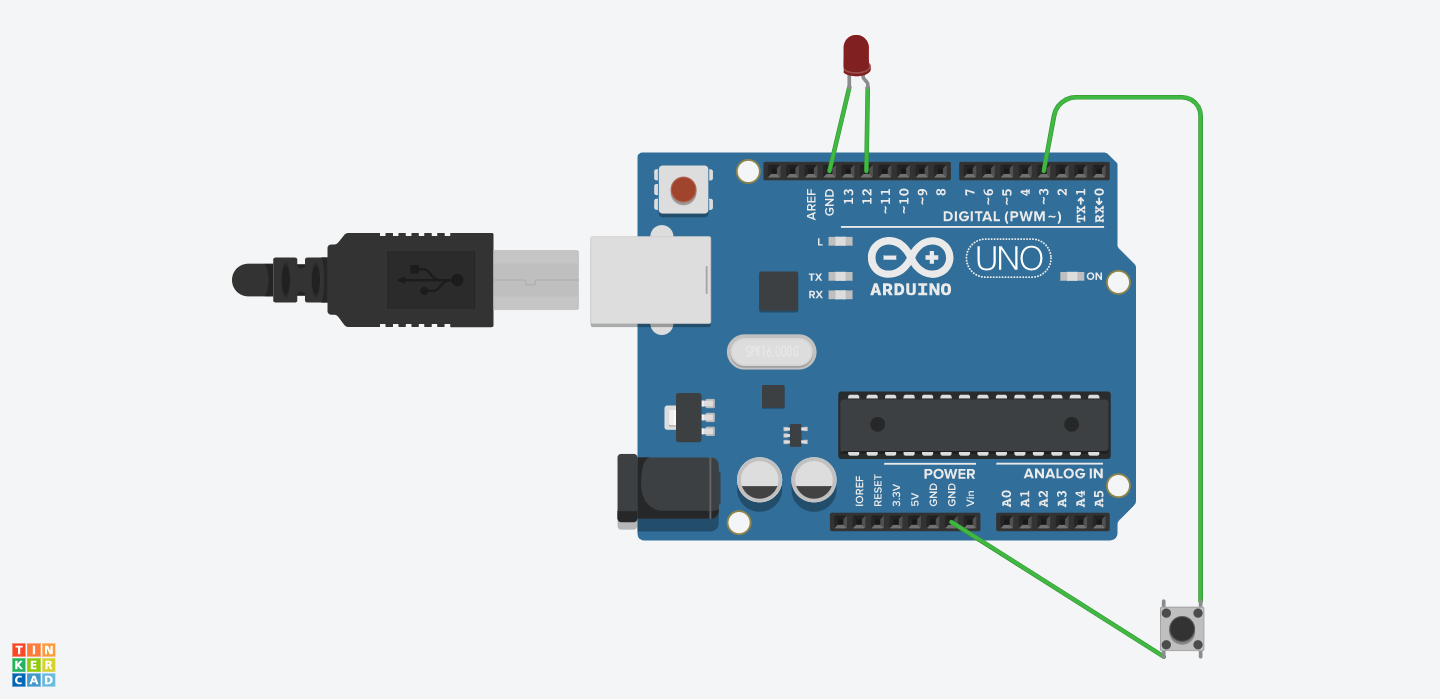 AREF
GND
13
12
~11
~10
~9
8
7
~6
~5
4
~3
2
TX→1
RX←0
DIGITAL (PWM~)
L
TX
RX
ARDUINO
UNO
ON
SPK16.000G
POWER
ANALOG IN
IOREF
RESET
3.3V
5V
GND
GND
Vin
A0
A1
A2
A3
A4
A5
TIN
KER
CAD